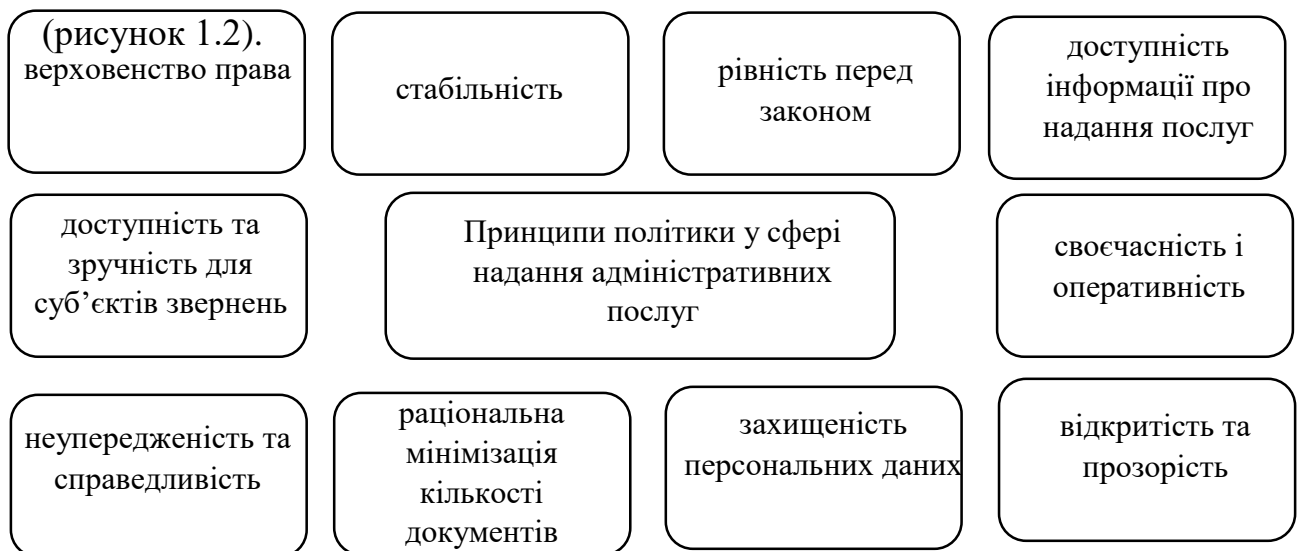 (рисунок 1.2).
верховенство права
стабільність
рівність перед
законом
доступність
інформації про
надання послуг
доступність та
зручність для
суб’єктів звернень
Принципи політики у сфері
надання адміністративних
послуг
своєчасність і
оперативність
неупередженість та
справедливість
раціональна
мінімізація
кількості
документів
захищеність
персональних даних
відкритість та
прозорість